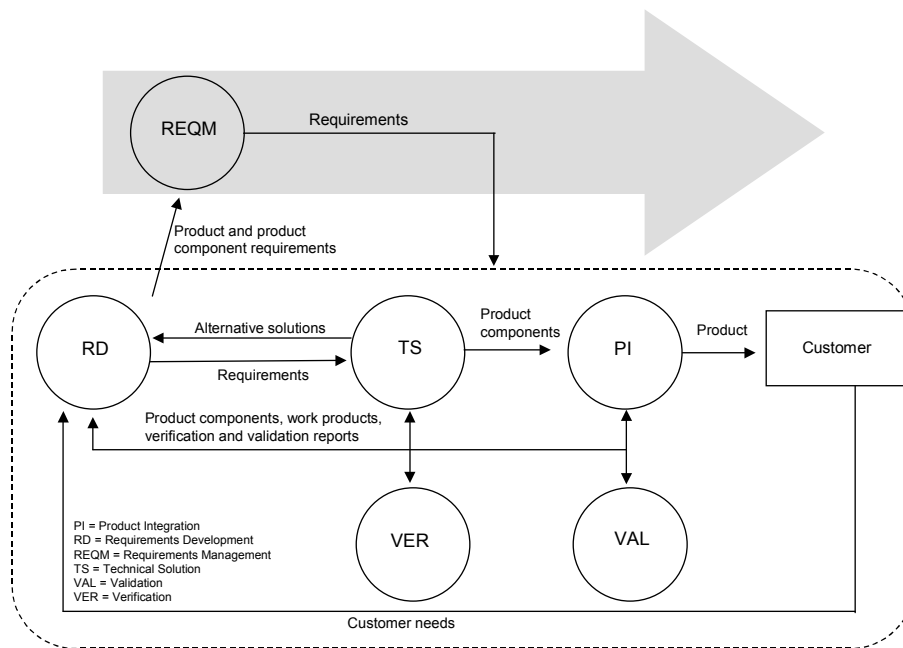 REQM
Requirements
Product and product
component requirements
RD
Alternative solutions
Requirements
TS
Product
components
PI
Product
Customer
Product components, work products,
verification and validation reports
VER
VAL
PI = Product Integration
RD = Requirements Development
REQM = Requirements Management
TS = Technical Solution
VAL = Validation
VER = Verification
Customer needs